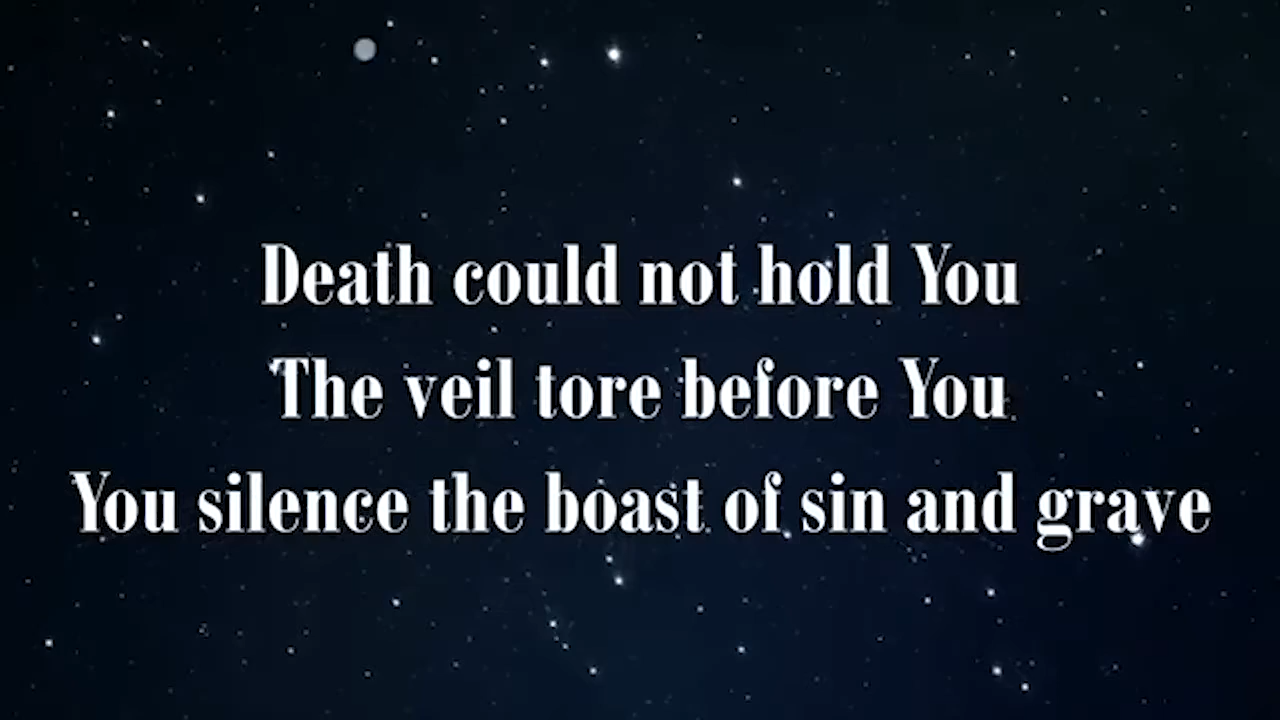 Death could not hold You
The veil tore before You
You silence the boast of sin and grave